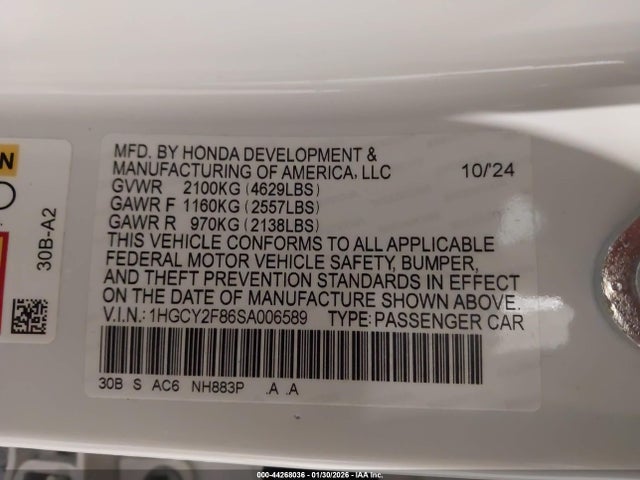 N
30B-A2
MFD. BY HONDA DEVELOPMENT &
MANUFACTURING OF AMERICA, LLC 10/24
GVWR 2100KG (4629LBS)
GAWR F 1160KG (2557LBS)
GAWR R 970KG (2138LBS)
THIS VEHICLE CONFORMS TO ALL APPLICABLE
FEDERAL MOTOR VEHICLE SAFETY, BUMPER,
AND THEFT PREVENTION STANDARDS IN EFFECT
ON THE DATE OF MANUFACTURE SHOWN ABOVE.
V.I.N.: 1HGCY2F86SA006589 TYPE: PASSENGER CAR
30B S AC6 NH883P .A .A
000-44268036 - 01/30/2026 - IAA Inc.